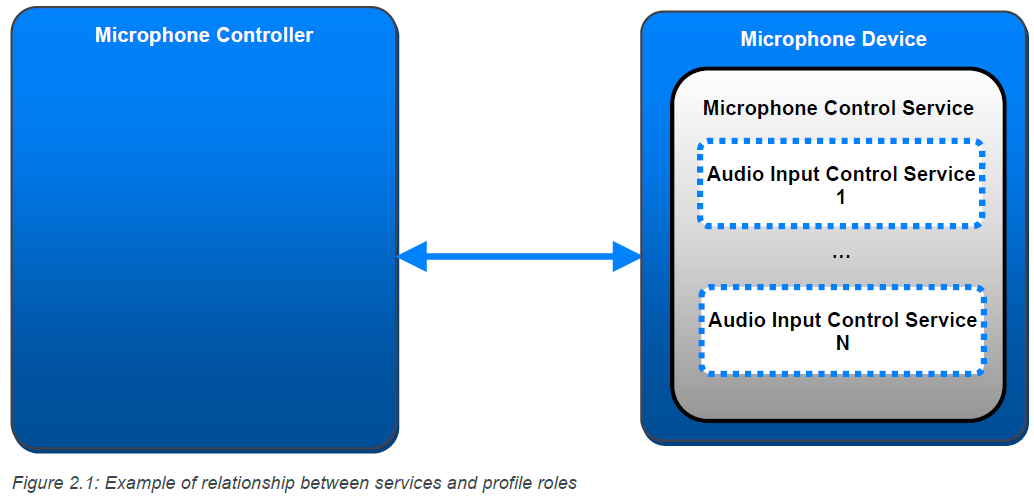 Microphone Controller
Microphone Device
Microphone Control Service
Audio Input Control Service
1
...
Audio Input Control Service
N
Figure 2.1: Example of relationship between services and profile roles